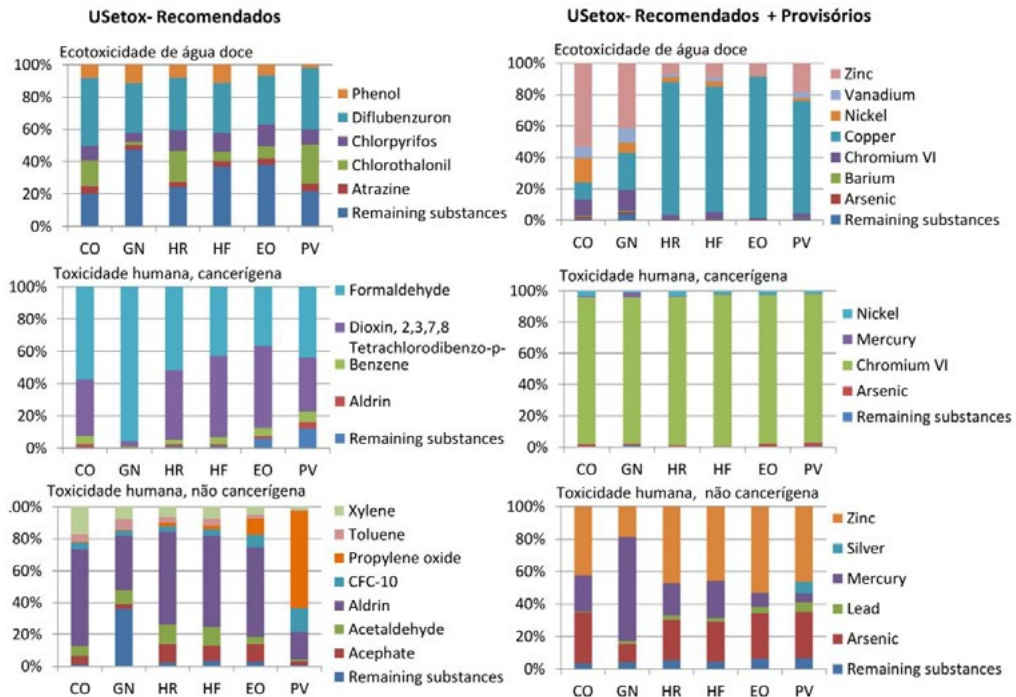 USetox- Recomendados
USetox- Recomendados + Provisórios
Ecotoxicidade de água doce
100%
80%
60%
40%
20%
0%
CO GN HR HF EO PV
Phenol
Diflubenzuron
Chlorpyrifos
Chlorothalonil
Atrazine
Remaining substances
Ecotoxicidade de água doce
100%
80%
60%
40%
20%
0%
CO GN HR HF EO PV
Zinc
Vanadium
Nickel
Copper
Chromium VI
Barium
Arsenic
Remaining substances
Toxicidade humana, cancerígena
100%
80%
60%
40%
20%
0%
CO GN HR HF EO PV
Formaldehyde
Dioxin, 2,3,7,8
Tetrachlorodibenzo-p-
Benzene
Aldrin
Remaining substances
Toxicidade humana, cancerígena
100%
80%
60%
40%
20%
0%
CO GN HR HF EO PV
Nickel
Mercury
Chromium VI
Arsenic
Remaining substances
Toxicidade humana, não cancerígena
.00%
80%
60%
40%
20%
0%
CO GN HR HF EO PV
Xylene
Toluene
Propylene oxide
CFC-10
Aldrin
Acetaldehyde
Acephate
Remaining substances
Toxicidade humana, não cancerígena
100%
80%
60%
40%
20%
0%
CO GN HR HF EO PV
Zinc
Silver
Mercury
Lead
Arsenic
Remaining substances